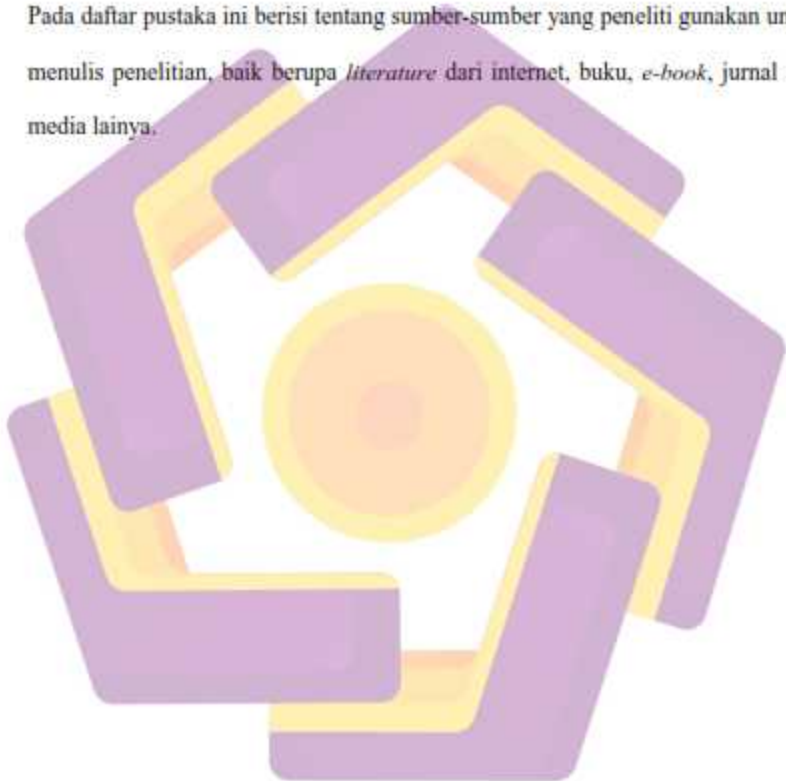 Pada daftar pustaka ini berisi tentang sumber-sumber yang peneliti gunakan un
menulis penelitian, baik berupa literature dari internet, buku, e-book, jurnal
media lainya.